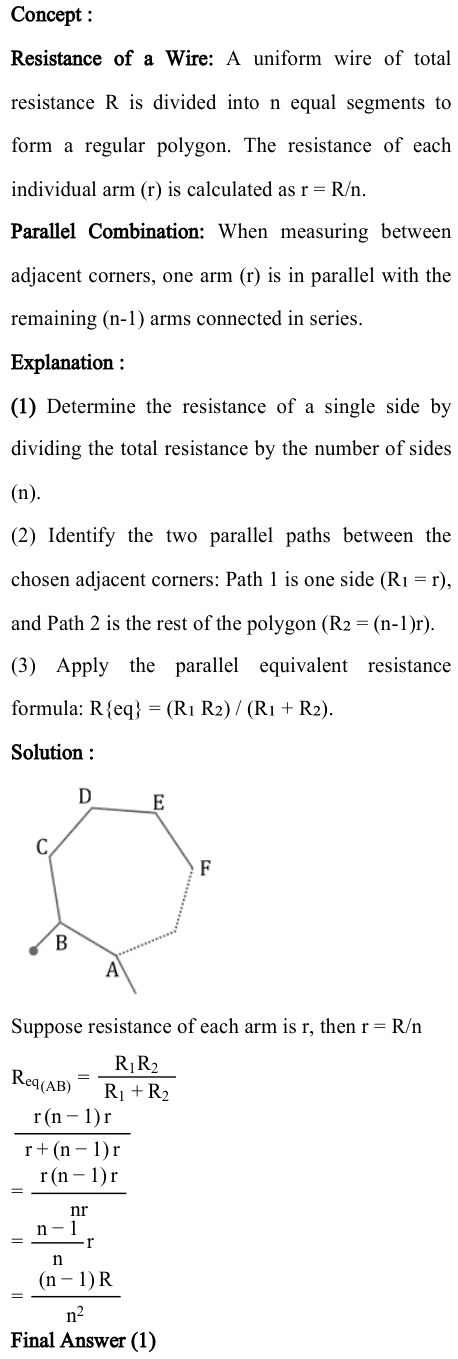 Concept :
Resistance of a Wire: A uniform wire of total
resistance R is divided into n equal segments to
form a regular polygon. The resistance of each
individual arm (r) is calculated as r = R/n.
Parallel Combination: When measuring between
adjacent corners, one arm (r) is in parallel with the
remaining (n-1) arms connected in series.
Explanation :
(1) Determine the resistance of a single side by
dividing the total resistance by the number of sides
(n).
(2) Identify the two parallel paths between the
chosen adjacent corners: Path 1 is one side (R₁ = r),
and Path 2 is the rest of the polygon (R₂ = (n-1)r).
(3) Apply the parallel equivalent resistance
formula: R{eq} = (R₁ R₂) / (R₁ + R₂).
Solution :
D
E
C
F
B
A
Suppose resistance of each arm is r, then r = R/n
Req(AB) = R₁R₂ / R₁ + R₂
r (n − 1) r / r + (n − 1) r
= r (n − 1) r / nr
= n − 1 / n r
= (n − 1) R / n²
Final Answer (1)